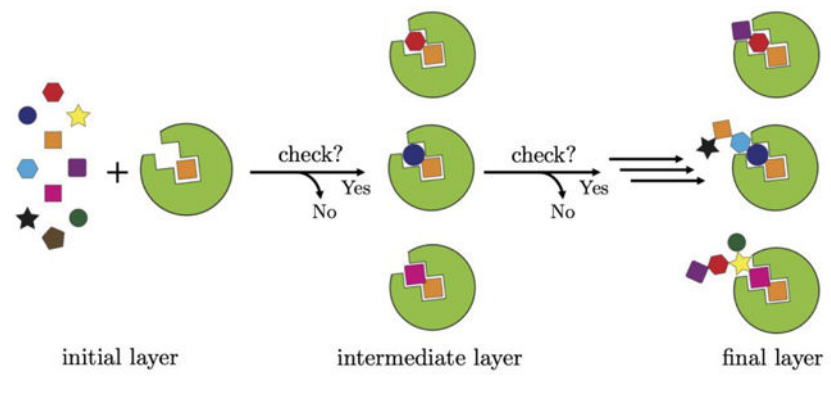 check?
Yes
No
check?
Yes
No
initial layer
intermediate layer
final layer